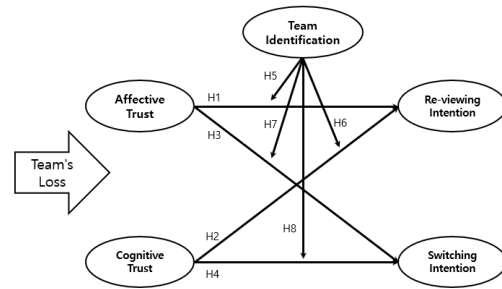 Team
Identification
H5
Affective
Trust
H1
Re-viewing
Intention
H7
H6
H3
Team's
Loss
H2
H8
Cognitive
Trust
H4
Switching
Intention